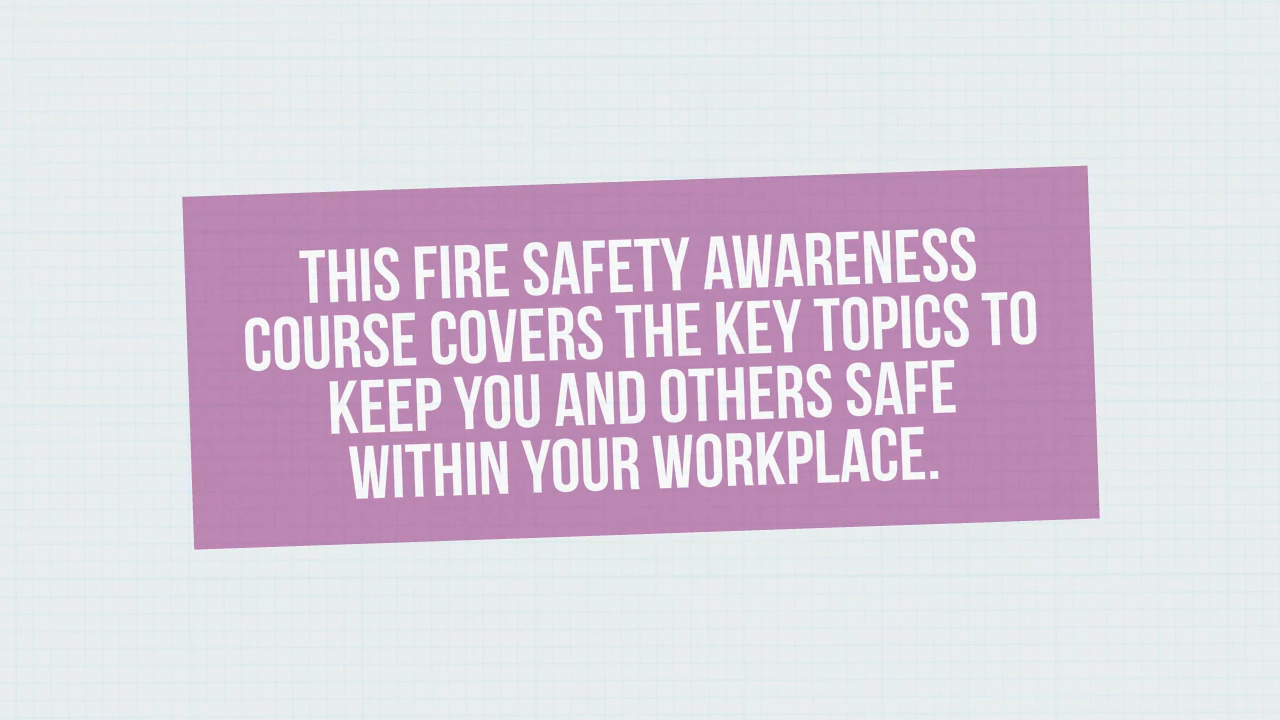 THIS FIRE SAFETY AWARENESS
COURSE COVERS THE KEY TOPICS TO
KEEP YOU AND OTHERS SAFE
WITHIN YOUR WORKPLACE.